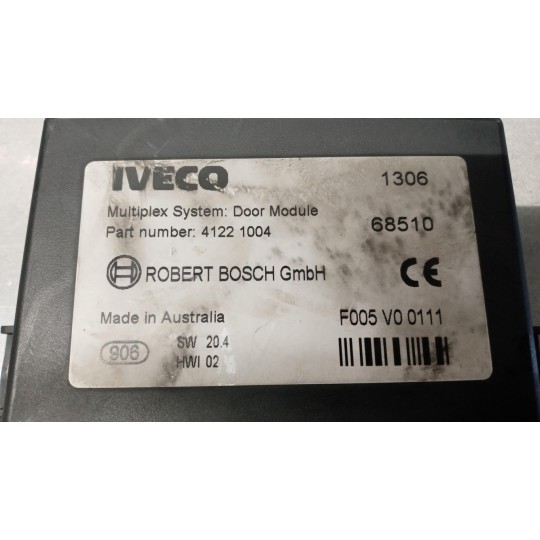 IVECO 1306
Multiplex System: Door Module
Part number: 4122 1004 68510
ROBERT BOSCH GmbH CE
Made in Australia F005 V0 0111
906 SW 20.4
HWI 02